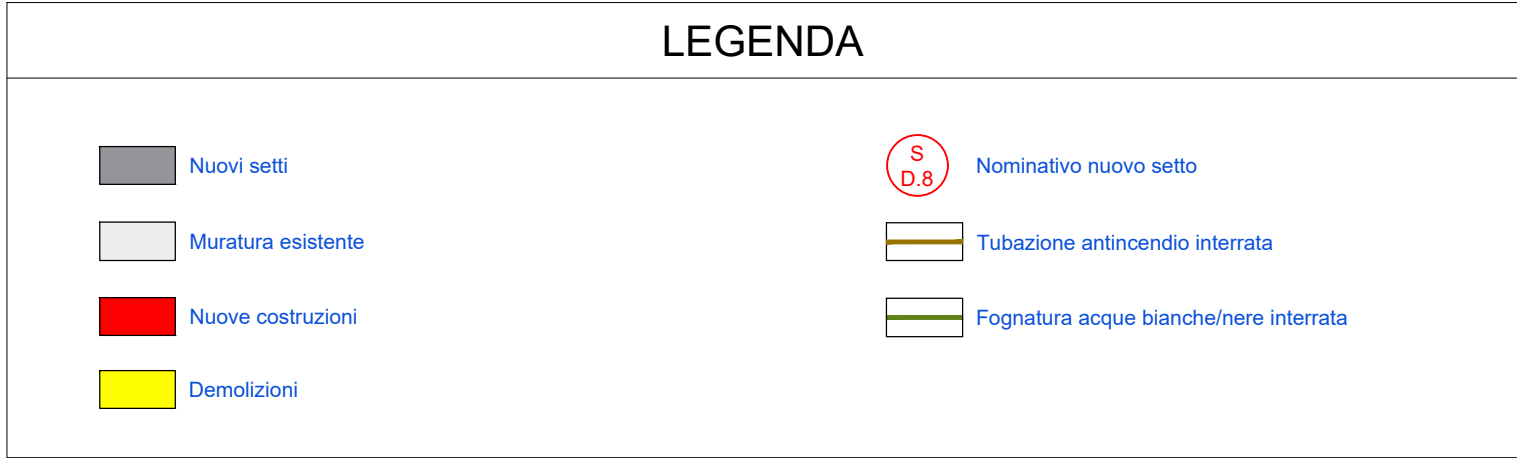 LEGENDA
Nuovi setti
Muratura esistente
Nuove costruzioni
Demolizioni
S
D.8
Nominativo nuovo setto
Tubazione antincendio interrata
Fognatura acque bianche/nere interrata